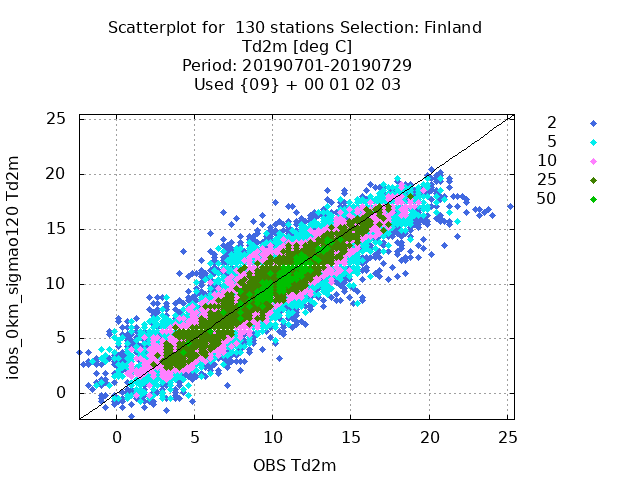 Scatterplot for  130 stations Selection: Finland
Td2m [deg C]
Period: 20190701-20190729
Used {09} + 00 01 02 03
25
20
15
10
5
0
iobs_0km_sigmao120 Td2m
0 5 10 15 20 25
OBS Td2m
2
5
10
25
50